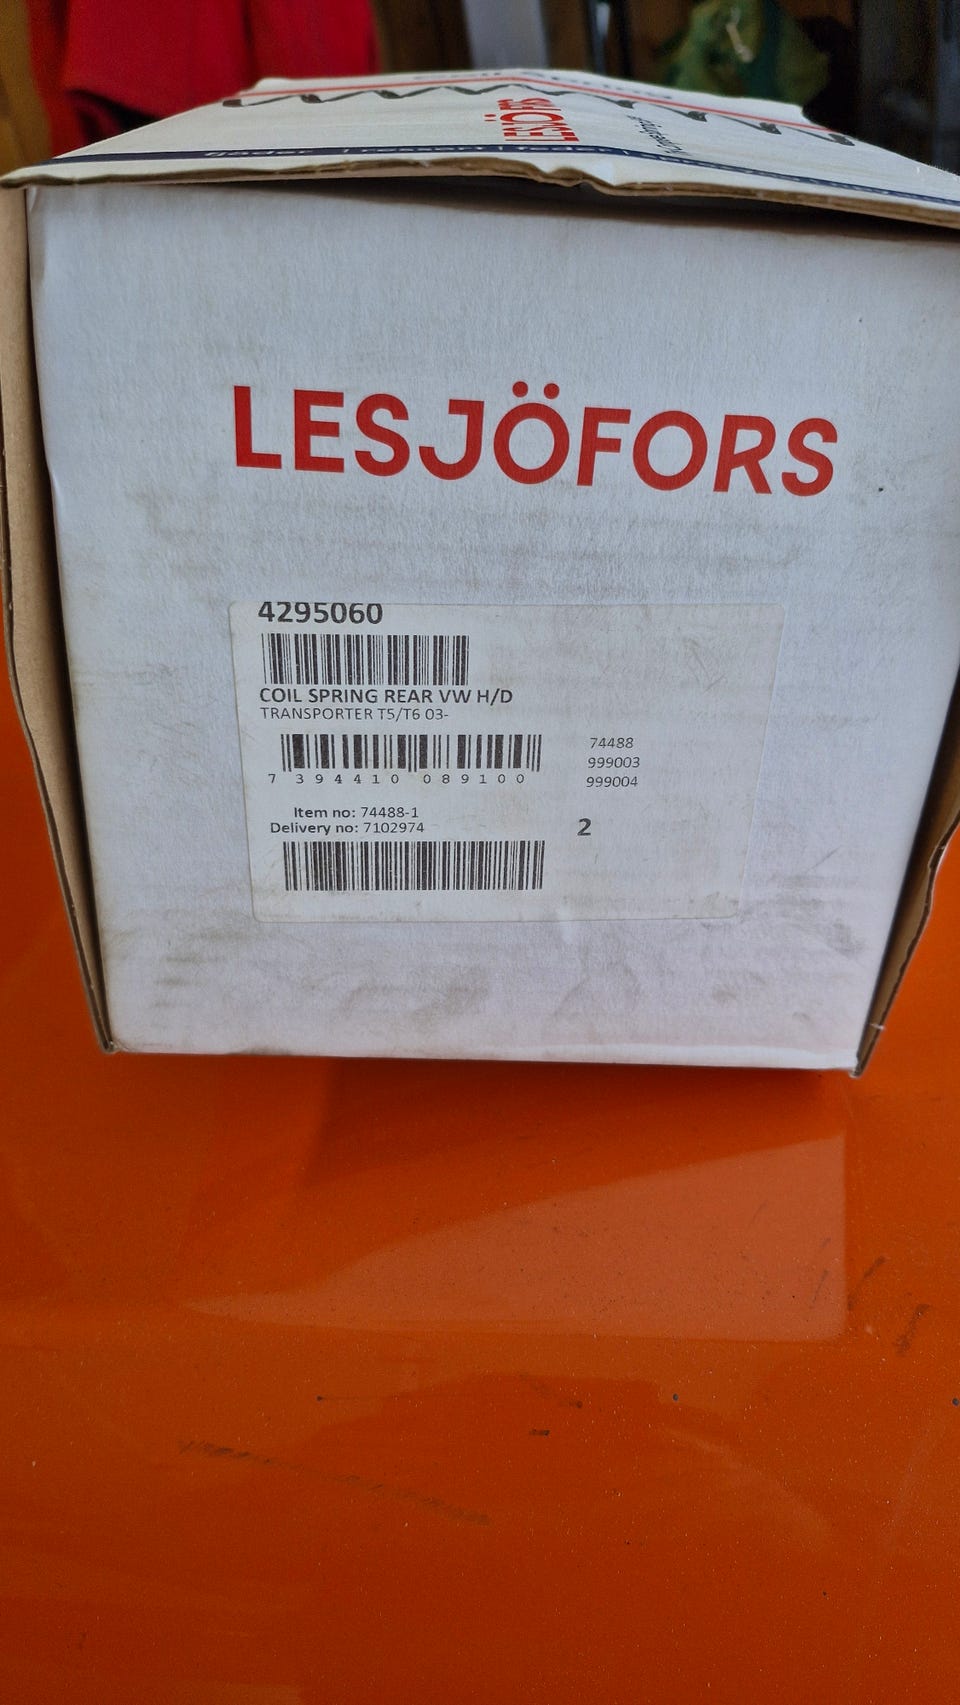 LESJÖFORS
LESJÖFORS
4295060
COIL SPRING REAR VW H/D
TRANSPORTER T5/T6 03-
7 394410 089100
74488
999003
999004
Item no: 74488-1
Delivery no: 7102974
2